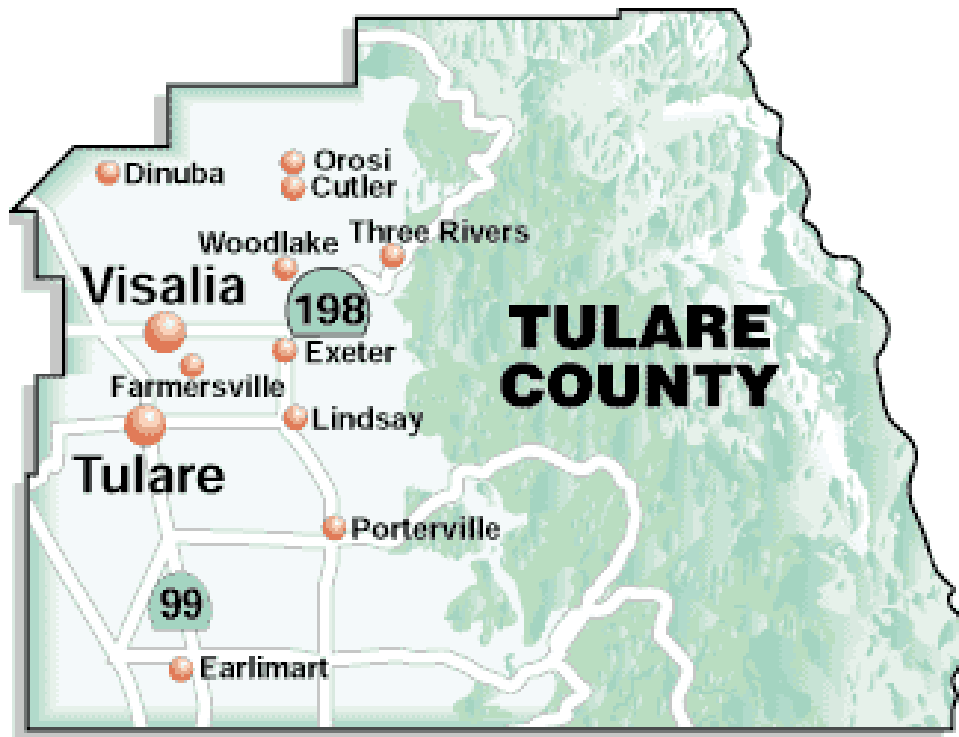 Dinuba
Orosi
Cutler
Woodlake
Three Rivers
Visalia
198
TULARE
COUNTY
Exeter
Farmersville
Lindsay
Tulare
Porterville
99
Earlimart